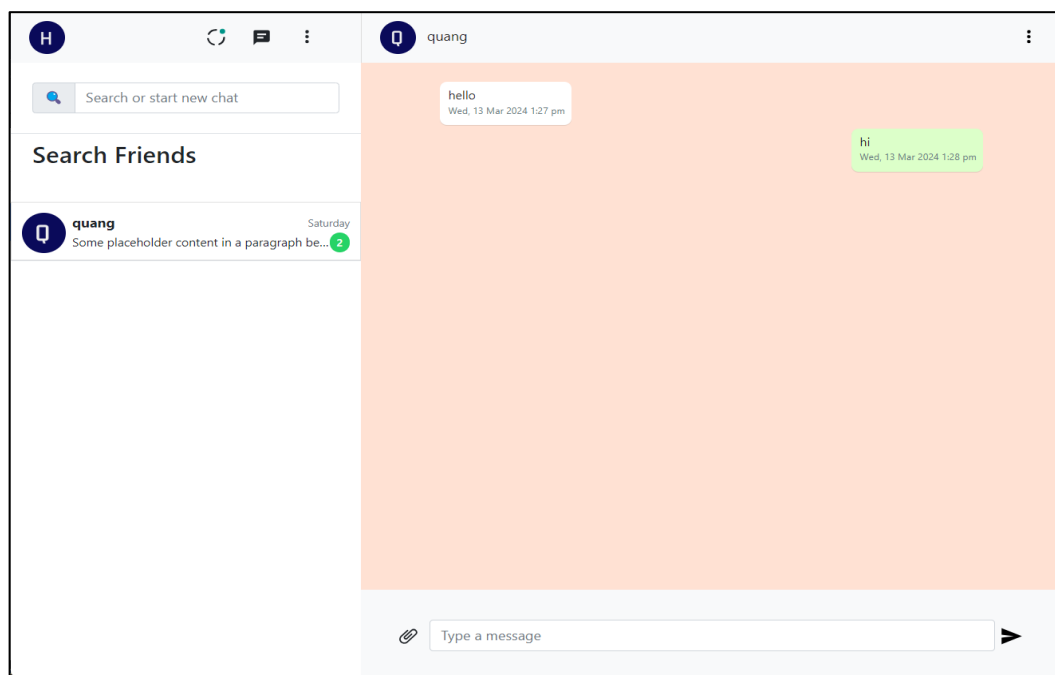 H
Search or start new chat
Search Friends
Q
quang
Saturday
Some placeholder content in a paragraph be...
2
Q
quang
hello
Wed, 13 Mar 2024 1:27 pm
hi
Wed, 13 Mar 2024 1:28 pm
Type a message